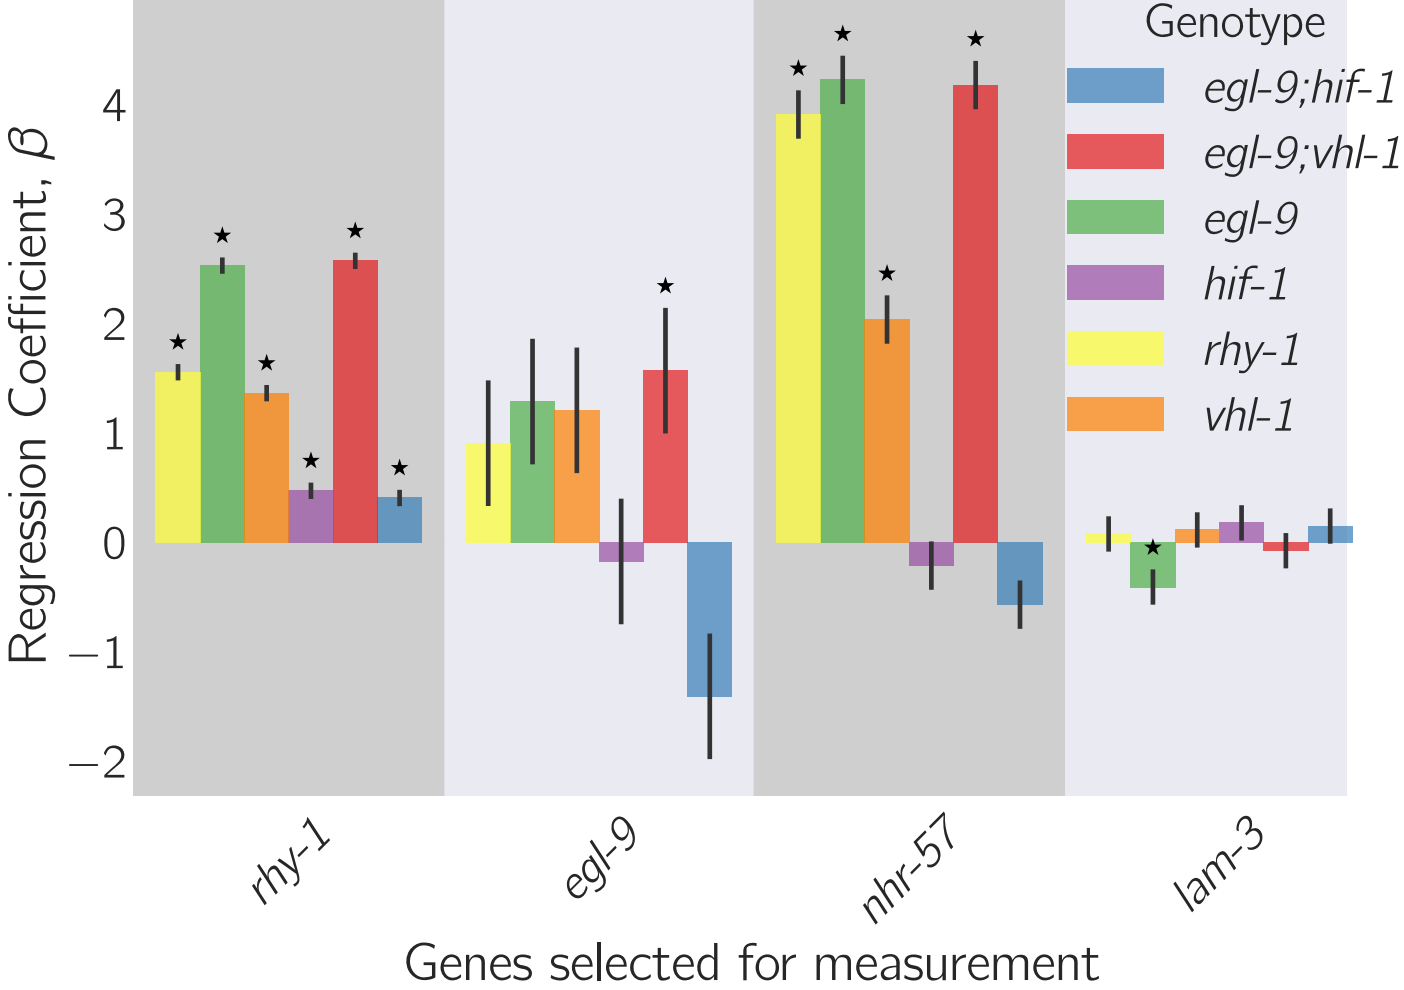 Genotype
egl-9;hif-1
egl-9;vhl-1
egl-9
hif-1
rhy-1
vhl-1
Regression Coefficient, β
4
3
2
1
0
−1
−2
rhy-1
egl-9
nhr-57
lam-3
Genes selected for measurement